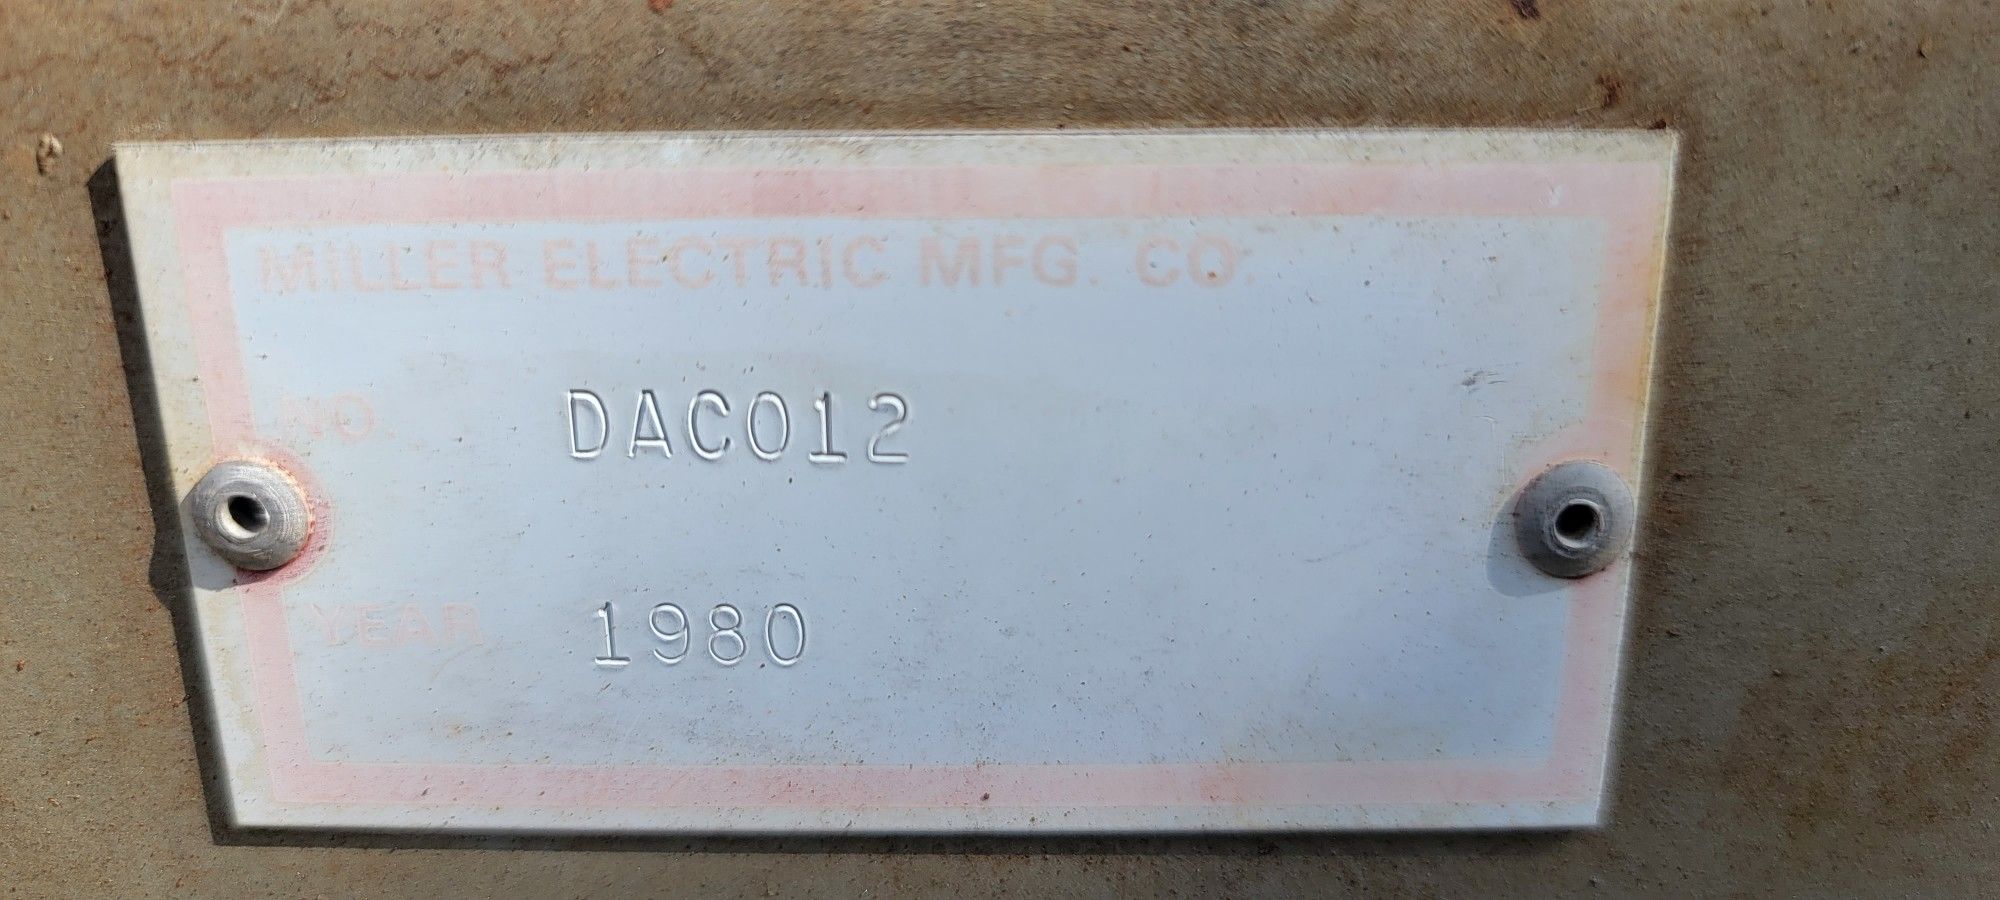 MILLER ELECTRIC MFG. CO.
NO. DAC012
YEAR 1980